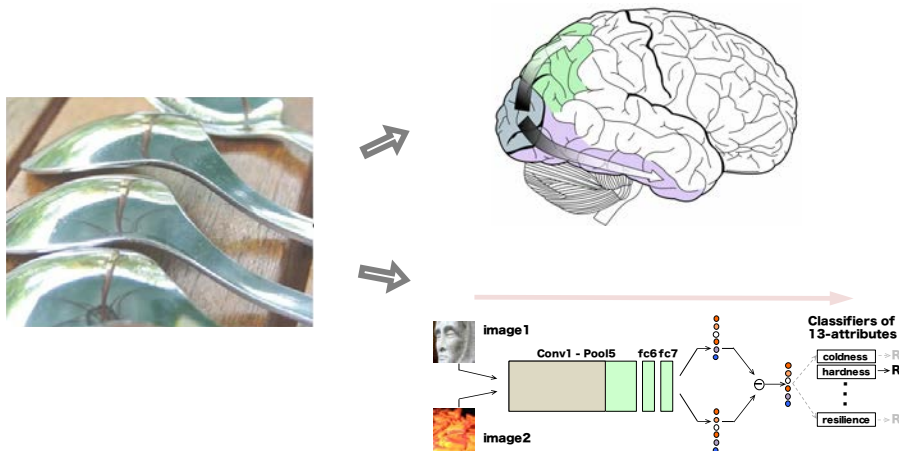 image1
Classifiers of
13-attributes
Conv1 - Pool5
fc6 fc7
coldness
R
hardness
R
resilience
R
image2